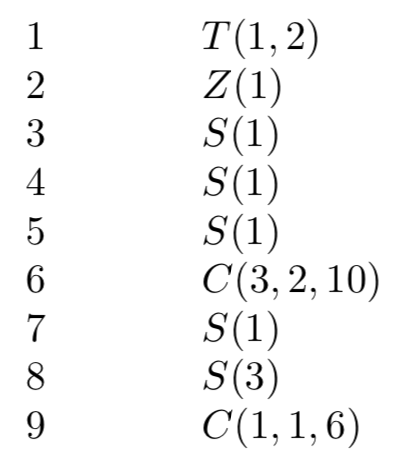 1 T(1, 2)
2 Z(1)
3 S(1)
4 S(1)
5 S(1)
6 C(3, 2, 10)
7 S(1)
8 S(3)
9 C(1, 1, 6)